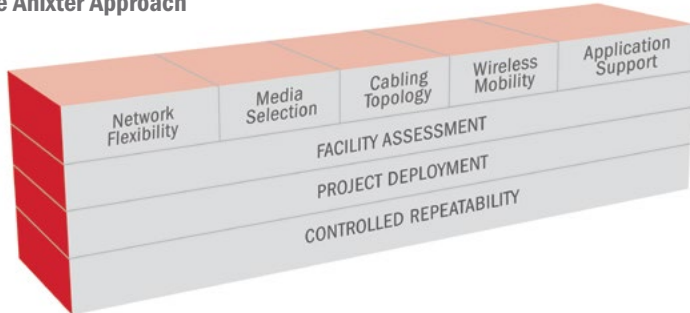 e Anixter Approach
Network
Flexibility
Media
Selection
Cabling
Topology
Wireless
Mobility
Application
Support
FACILITY ASSESSMENT
PROJECT DEPLOYMENT
CONTROLLED REPEATABILITY